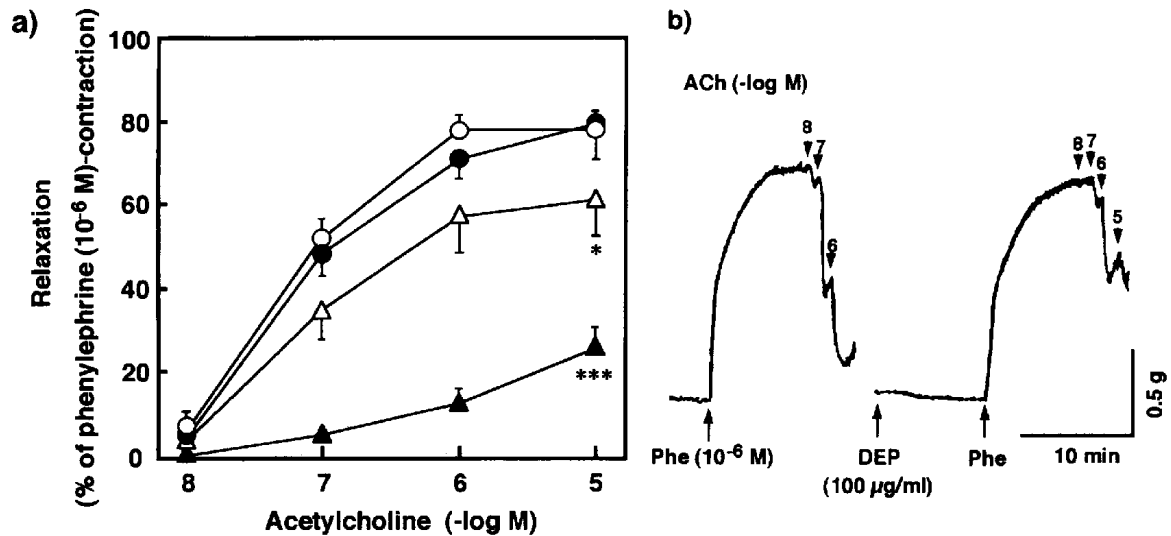 a)
100
80
60
40
20
0
Relaxation
(% of phenylephrine (10⁻⁶ M)-contraction)
*
***
8 7 6 5
Acetylcholine (-log M)
b)
ACh (-log M)
8
7
6
8
7
6
5
0.5 g
Phe (10⁻⁶ M)
DEP
(100 µg/ml)
Phe
10 min